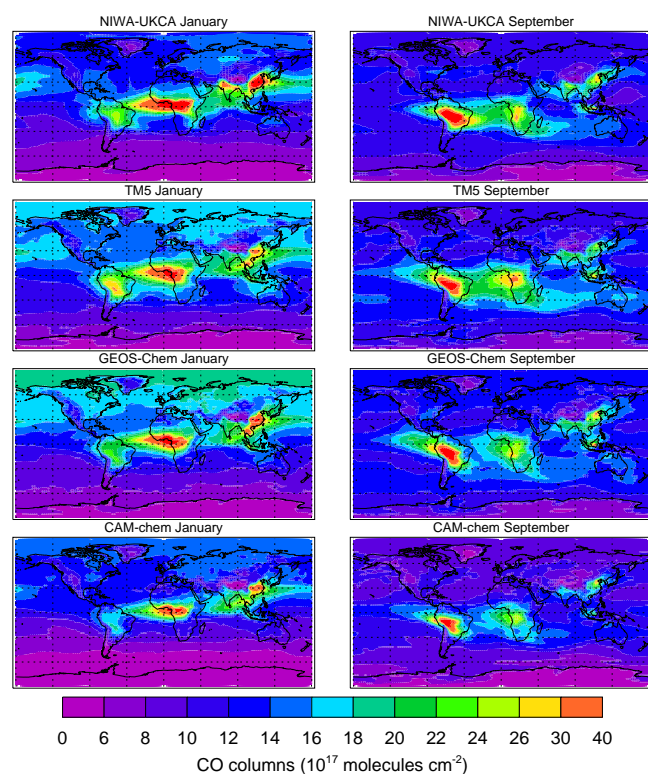 NIWA-UKCA January
NIWA-UKCA September
TM5 January
TM5 September
GEOS-Chem January
GEOS-Chem September
CAM-chem January
CAM-chem September
0 6 8 10 12 14 16 18 20 22 24 26 30 40
CO columns (10¹⁷ molecules cm⁻²)